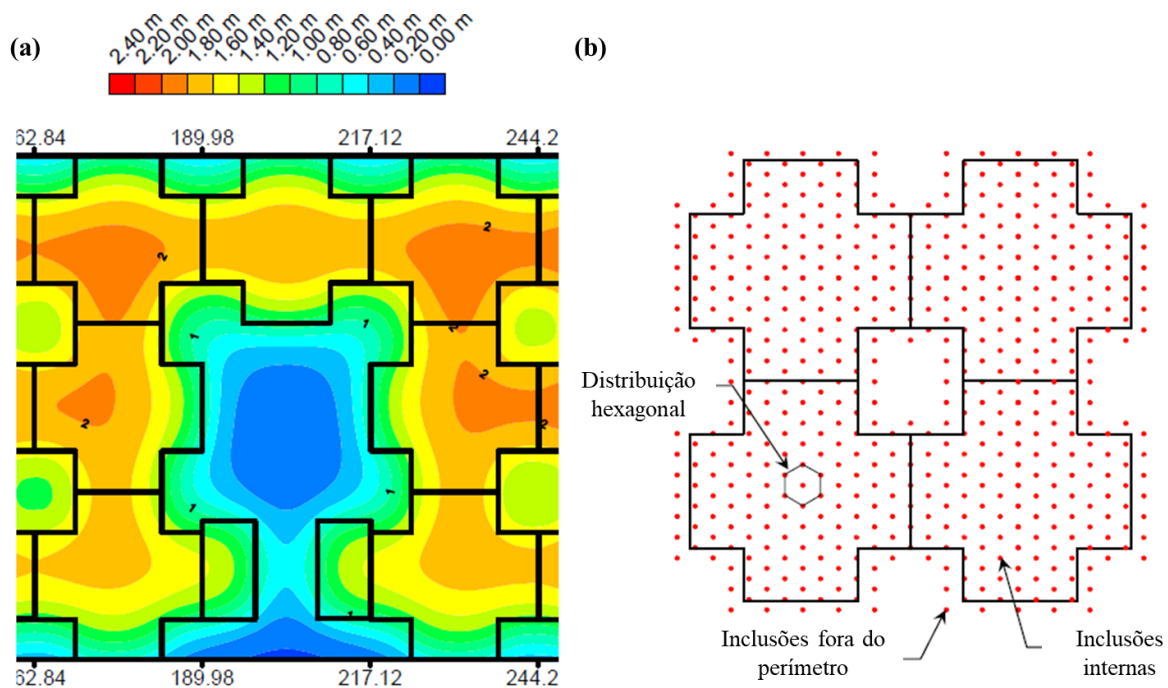 (a)
2.40 m
2.20 m
2.00 m
1.80 m
1.60 m
1.40 m
1.20 m
1.00 m
0.80 m
0.60 m
0.40 m
0.20 m
0.00 m
(b)
62.84 189.98 217.12 244.2
2
2
2
1
1
2
2
2
2
1
1
1
1
62.84 189.98 217.12 244.2
Distribuição
hexagonal
Inclusões fora do
perímetro
Inclusões
internas